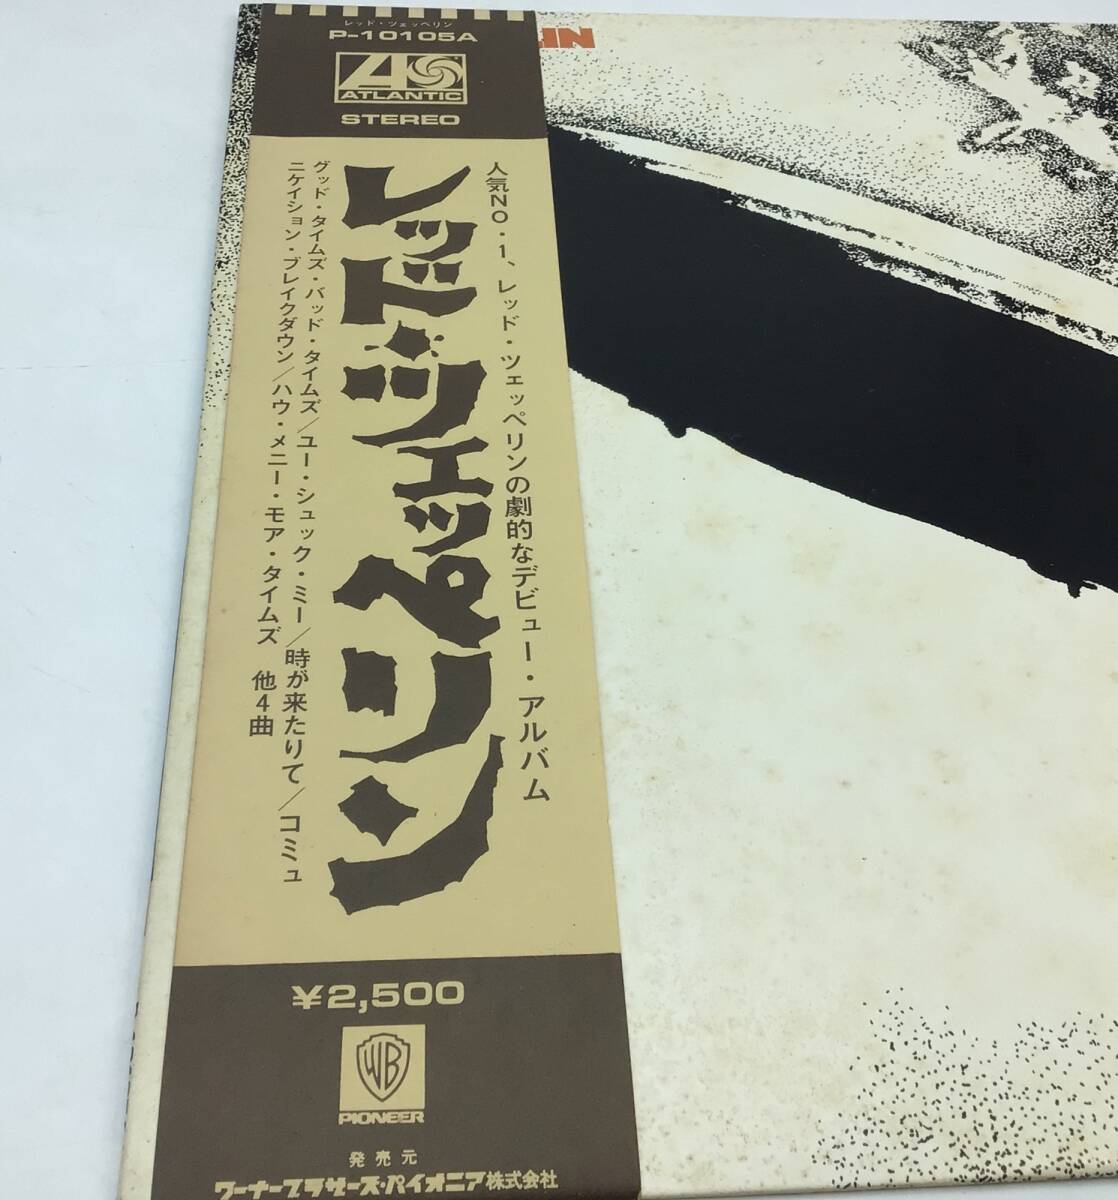 レッド・ツェッペリン
P-10105A
LIN
ATLANTIC
STEREO
人気NO・1、レッド・ツェッペリンの劇的なデビュー・アルバム
レッド・ツェッペリン
グッド・タイムズ・バッド・タイムズ/ユー・シュック・ミー/時が来たりて/コミュ
ニケイション・ブレイクダウン/ハウ・メニー・モア・タイムズ 他4曲
¥2,500
WB
PIONEER
発売元
ワーナーブラザーズ・パイオニア株式会社